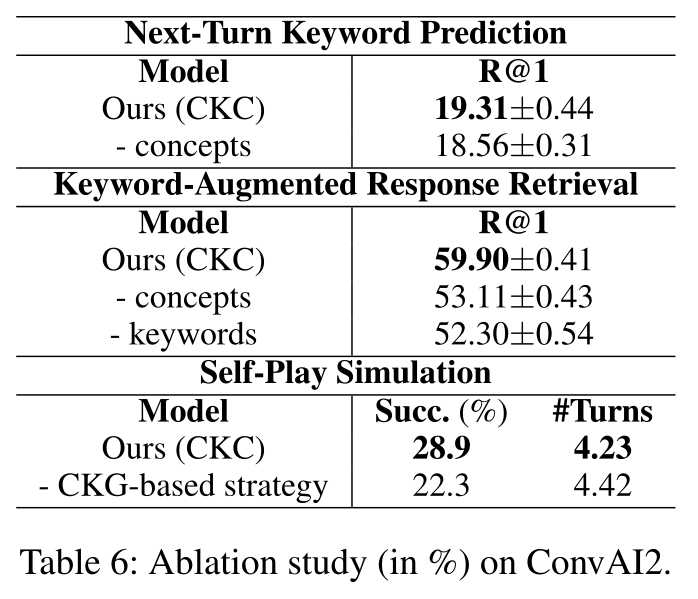 Next-Turn Keyword Prediction
Model R@1
Ours (CKC) 19.31±0.44
- concepts 18.56±0.31
Keyword-Augmented Response Retrieval
Model R@1
Ours (CKC) 59.90±0.41
- concepts 53.11±0.43
- keywords 52.30±0.54
Self-Play Simulation
Model Succ. (%) #Turns
Ours (CKC) 28.9 4.23
- CKG-based strategy 22.3 4.42
Table 6: Ablation study (in %) on ConvAI2.